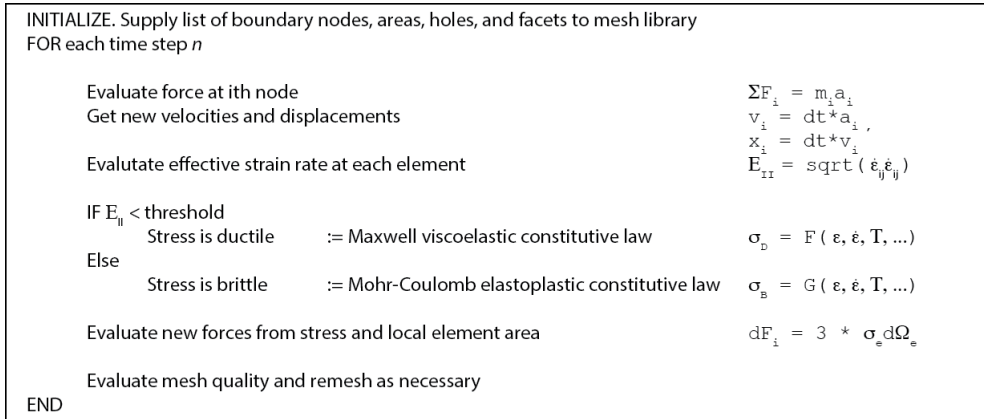 INITIALIZE. Supply list of boundary nodes, areas, holes, and facets to mesh library
FOR each time step n
Evaluate force at ith node ΣF_i = m_i a_i
Get new velocities and displacements v_i = dt*a_i ,
x_i = dt*v_i
Evalutate effective strain rate at each element E_II = sqrt(ε̇_ij ε̇_ij)
IF E_II < threshold
Stress is ductile := Maxwell viscoelastic constitutive law σ_D = F(ε, ε̇, T, ...)
Else
Stress is brittle := Mohr-Coulomb elastoplastic constitutive law σ_B = G(ε, ε̇, T, ...)
Evaluate new forces from stress and local element area dF_i = 3 * σ_e dΩ_e
Evaluate mesh quality and remesh as necessary
END